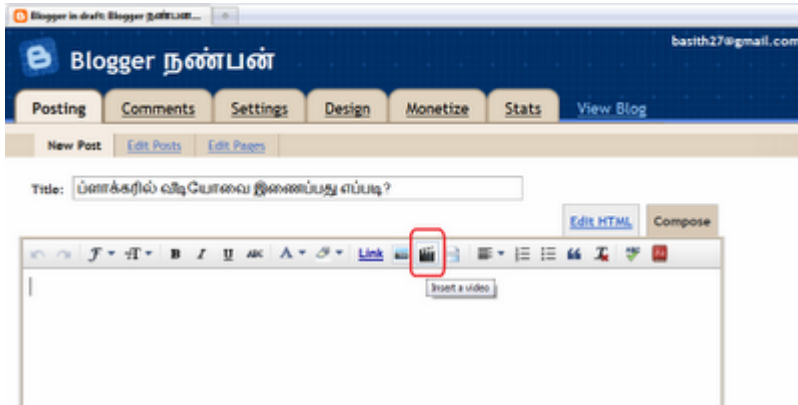 Blogger in draft: Blogger நண்பன்...
basith27@gmail.com
Blogger நண்பன்
Posting Comments Settings Design Monetize Stats View Blog
New Post Edit Posts Edit Pages
Title: ப்ளாக்கரில் வீடியோவை இணைப்பது எப்படி?
Edit HTML Compose
B I U ABC A Link
Insert a video